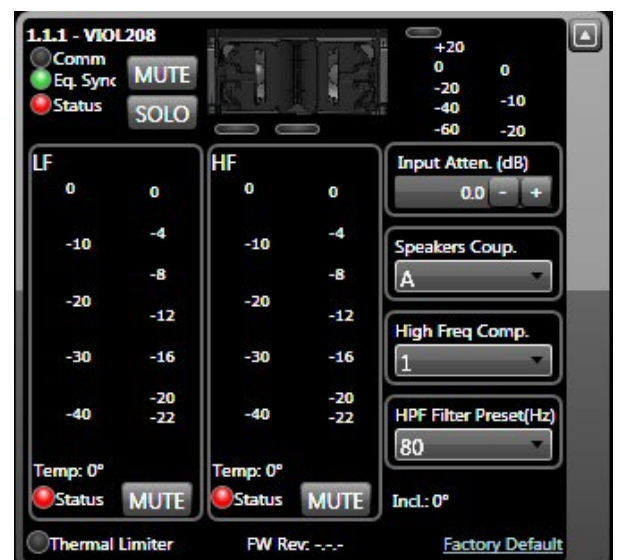 1.1.1 - VIOL208
Comm
Eq. Sync
Status
MUTE
SOLO
+20
0
-20
-40
-60
0
-10
-20
LF
0
-10
-20
-30
-40
0
-4
-8
-12
-16
-20
-22
Temp: 0°
Status
MUTE
HF
0
-10
-20
-30
-40
0
-4
-8
-12
-16
-20
-22
Temp: 0°
Status
MUTE
Input Atten. (dB)
0.0 - +
Speakers Coup.
A
High Freq Comp.
1
HPF Filter Preset(Hz)
80
Incl.: 0°
Thermal Limiter
FW Rev: -.-.-
Factory Default